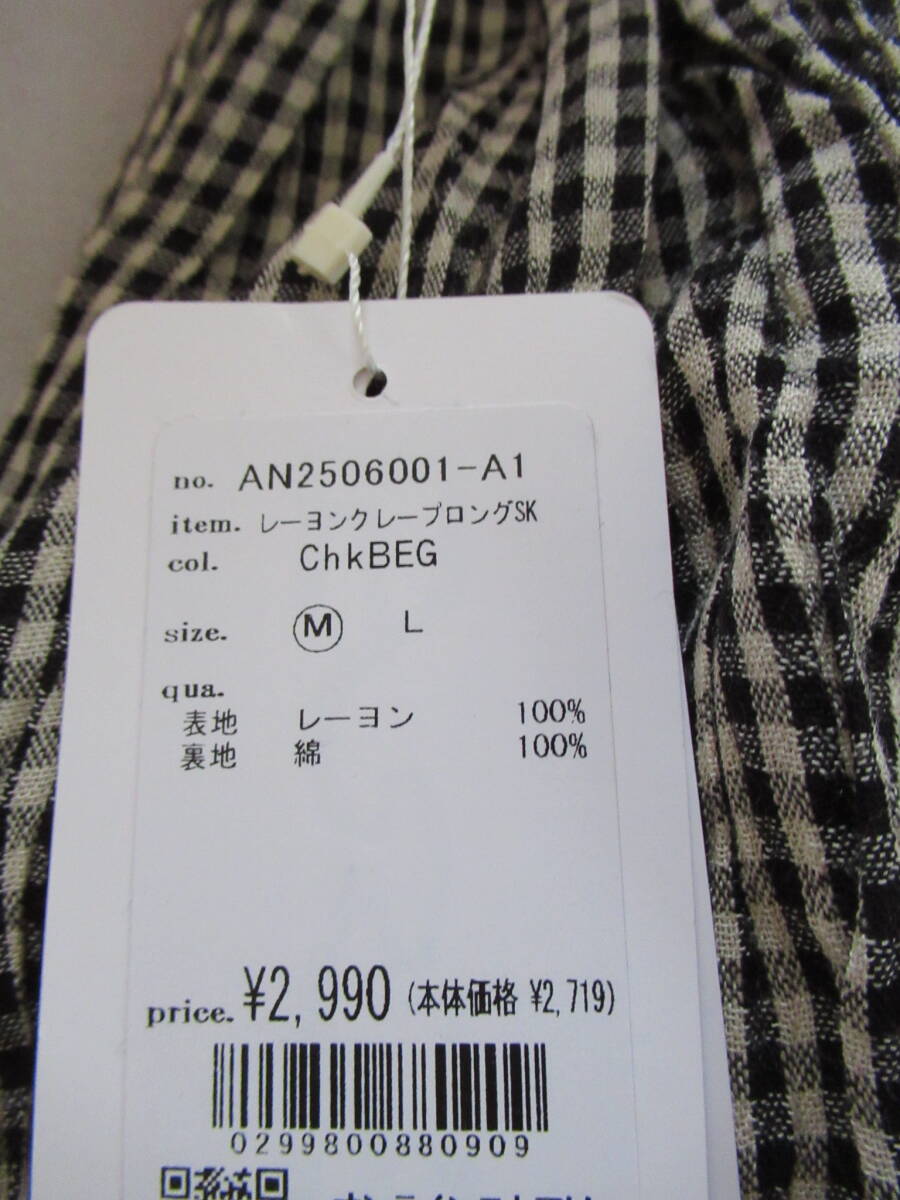 no. AN2506001-A1
item. レーヨンクレープロングSK
col. ChkBEG
size. M L
qua.
表地 レーヨン 100%
裏地 綿 100%
price. ¥2,990 (本体価格 ¥2,719)
0299800880909